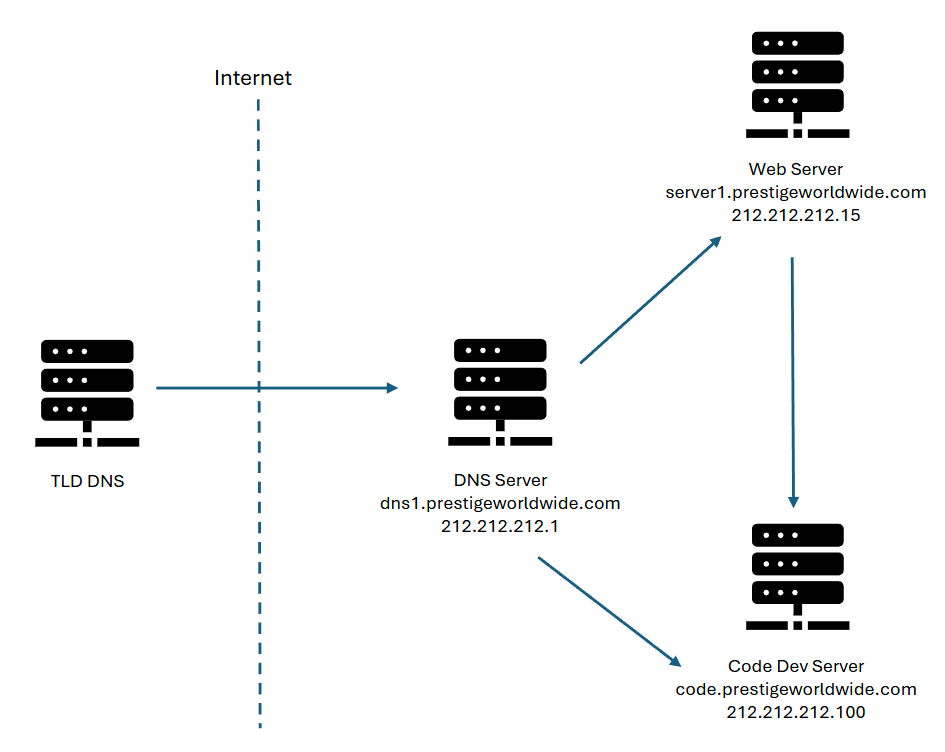 Internet
Web Server
server1.prestigeworldwide.com
212.212.212.15
TLD DNS
DNS Server
dns1.prestigeworldwide.com
212.212.212.1
Code Dev Server
code.prestigeworldwide.com
212.212.212.100